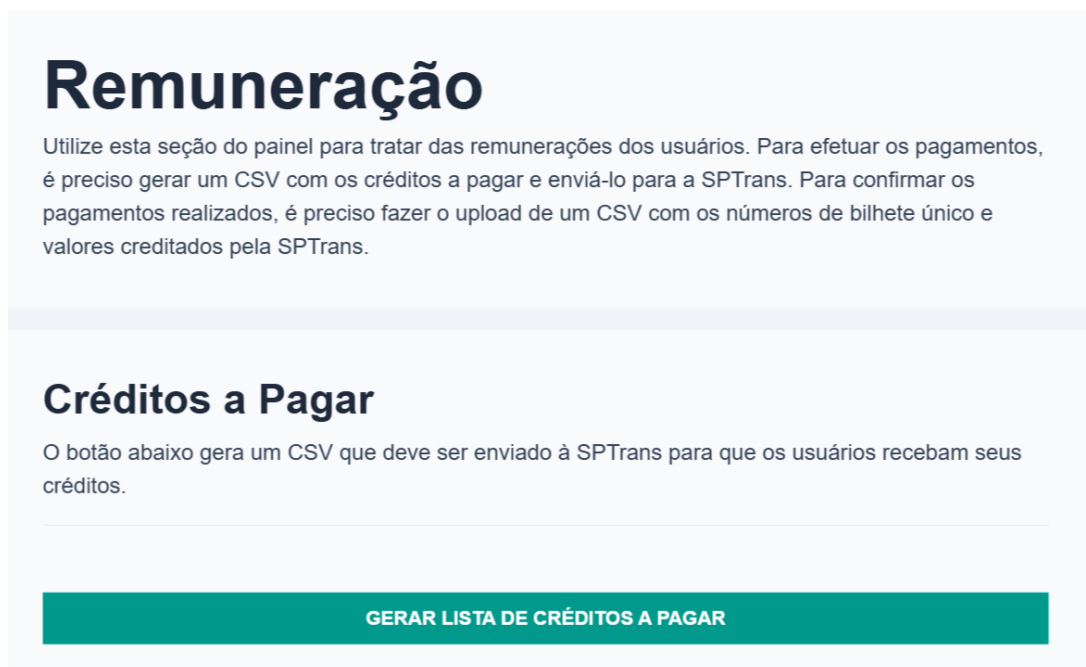 Remuneração
Utilize esta seção do painel para tratar das remunerações dos usuários. Para efetuar os pagamentos,
é preciso gerar um CSV com os créditos a pagar e enviá-lo para a SPTrans. Para confirmar os
pagamentos realizados, é preciso fazer o upload de um CSV com os números de bilhete único e
valores creditados pela SPTrans.
Créditos a Pagar
O botão abaixo gera um CSV que deve ser enviado à SPTrans para que os usuários recebam seus
créditos.
GERAR LISTA DE CRÉDITOS A PAGAR